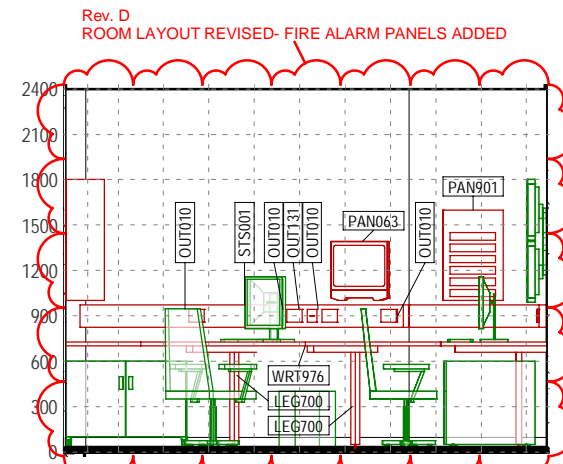 Rev. D
ROOM LAYOUT REVISED- FIRE ALARM PANELS ADDED
2400
2100
1800
PAN901
1500
OUT010
STS001
OUT010
OUT131
OUT010
PAN063
OUT010
1200
900
600
WRT976
LEG700
300
LEG700
0